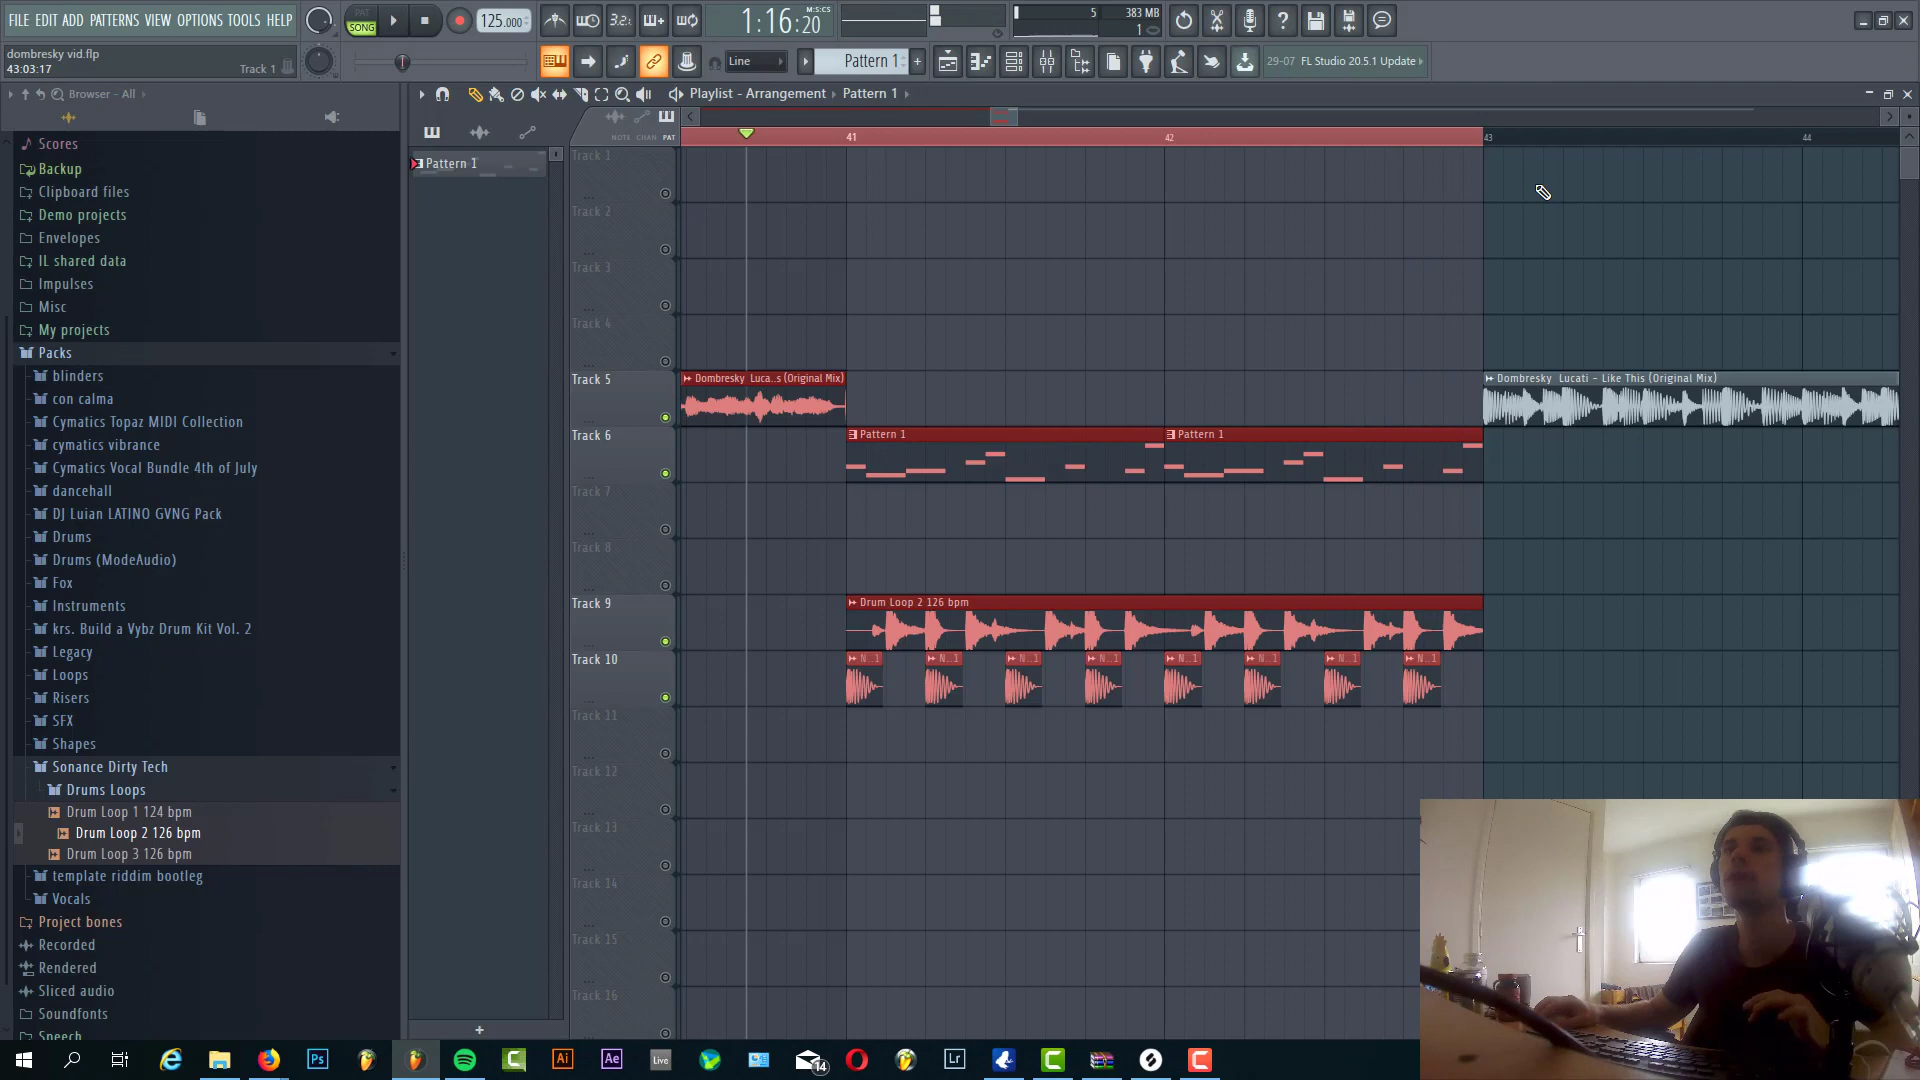 FILE EDIT ADD PATTERNS VIEW OPTIONS TOOLS HELP
PAT
SONG
125.000
3.2.
1:16:20
M:S:CS
5
383 MB
1
dombresky vid.flp
43:03:17
Track 1
Line
Pattern 1
29-07 FL Studio 20.5.1 Update
Browser - All
Playlist - Arrangement
Pattern 1
NOTE CHAN PAT
41
42
43
44
Scores
Backup
Clipboard files
Demo projects
Envelopes
IL shared data
Impulses
Misc
My projects
Packs
blinders
con calma
Cymatics Topaz MIDI Collection
cymatics vibrance
Cymatics Vocal Bundle 4th of July
dancehall
DJ Luian LATINO GVNG Pack
Drums
Drums (ModeAudio)
Fox
Instruments
krs. Build a Vybz Drum Kit Vol. 2
Legacy
Loops
Risers
SFX
Shapes
Sonance Dirty Tech
Drums Loops
Drum Loop 1 124 bpm
Drum Loop 2 126 bpm
Drum Loop 3 126 bpm
template riddim bootleg
Vocals
Project bones
Recorded
Rendered
Sliced audio
Soundfonts
Speech
Pattern 1
Track 1
Track 2
Track 3
Track 4
Track 5
Dombresky Luca..s (Original Mix)
Dombresky Lucati - Like This (Original Mix)
Track 6
Pattern 1
Pattern 1
Track 7
Track 8
Track 9
Drum Loop 2 126 bpm
Track 10
N...1
N...1
N...1
N...1
N...1
N...1
N...1
N...1
Track 11
Track 12
Track 13
Track 14
Track 15
Track 16
Ps
Ai
Ae
Live
14
Lr